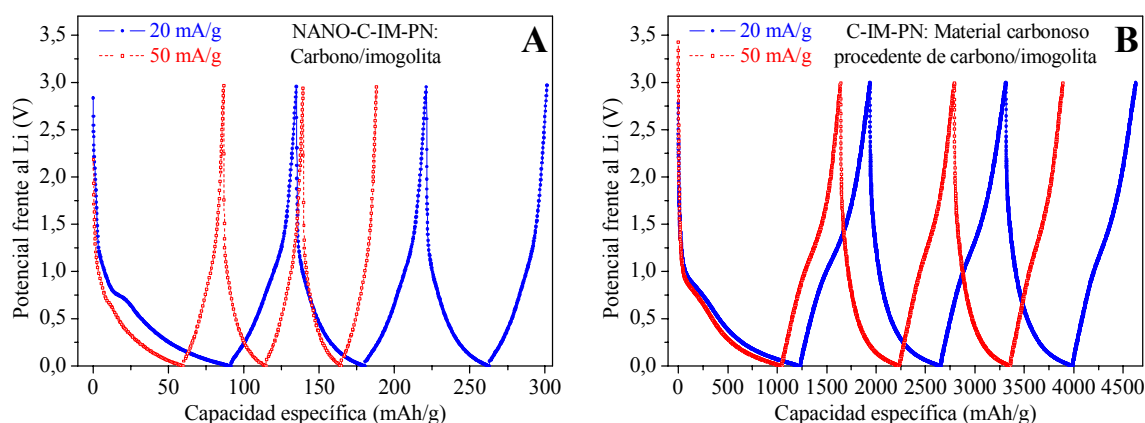 A
20 mA/g
50 mA/g
NANO-C-IM-PN:
Carbono/imogolita
Potencial frente al Li (V)
3,5
3,0
2,5
2,0
1,5
1,0
0,5
0,0
0 50 100 150 200 250 300
Capacidad específica (mAh/g)
B
20 mA/g
50 mA/g
C-IM-PN: Material carbonoso
procedente de carbono/imogolita
Potencial frente al Li (V)
3,5
3,0
2,5
2,0
1,5
1,0
0,5
0,0
0 500 1000 1500 2000 2500 3000 3500 4000 4500
Capacidad específica (mAh/g)